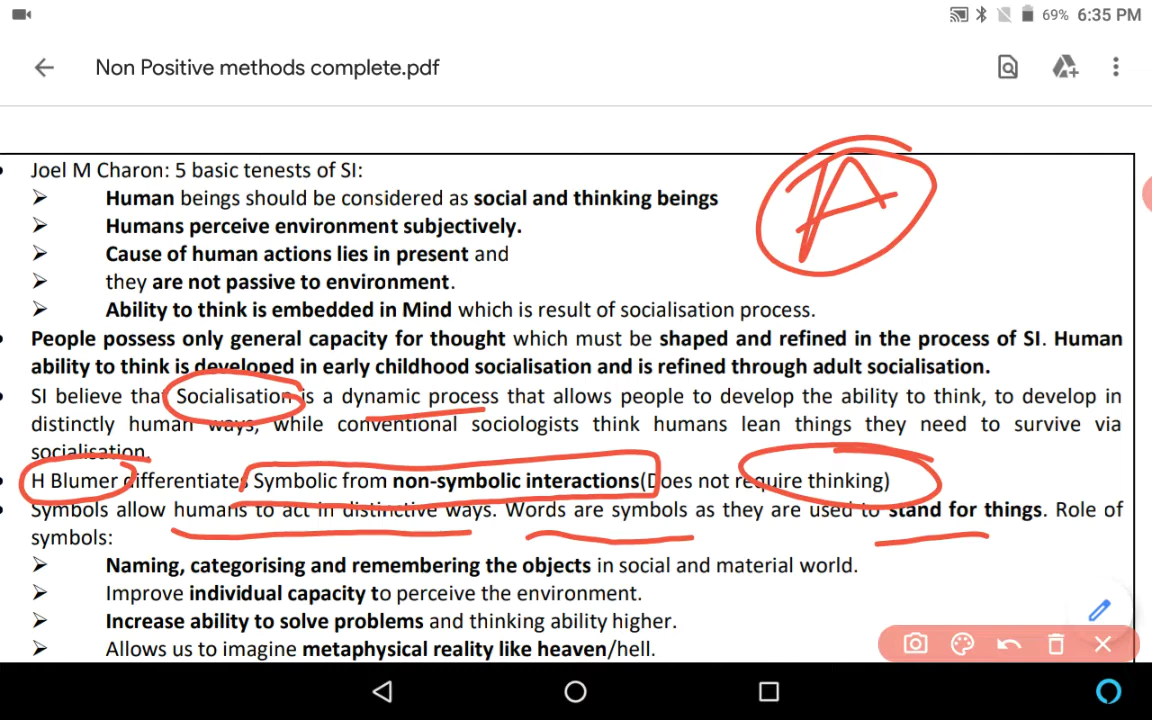 69% 6:35 PM
Non Positive methods complete.pdf
Joel M Charon: 5 basic tenests of SI:
Human beings should be considered as social and thinking beings
Humans perceive environment subjectively.
Cause of human actions lies in present and
they are not passive to environment.
Ability to think is embedded in Mind which is result of socialisation process.
People possess only general capacity for thought which must be shaped and refined in the process of SI. Human
ability to think is developed in early childhood socialisation and is refined through adult socialisation.
SI believe that Socialisation is a dynamic process that allows people to develop the ability to think, to develop in
distinctly human ways, while conventional sociologists think humans lean things they need to survive via
socialisation.
H Blumer differentiates Symbolic from non-symbolic interactions(Does not require thinking)
Symbols allow humans to act in distinctive ways. Words are symbols as they are used to stand for things. Role of
symbols:
Naming, categorising and remembering the objects in social and material world.
Improve individual capacity to perceive the environment.
Increase ability to solve problems and thinking ability higher.
Allows us to imagine metaphysical reality like heaven/hell.